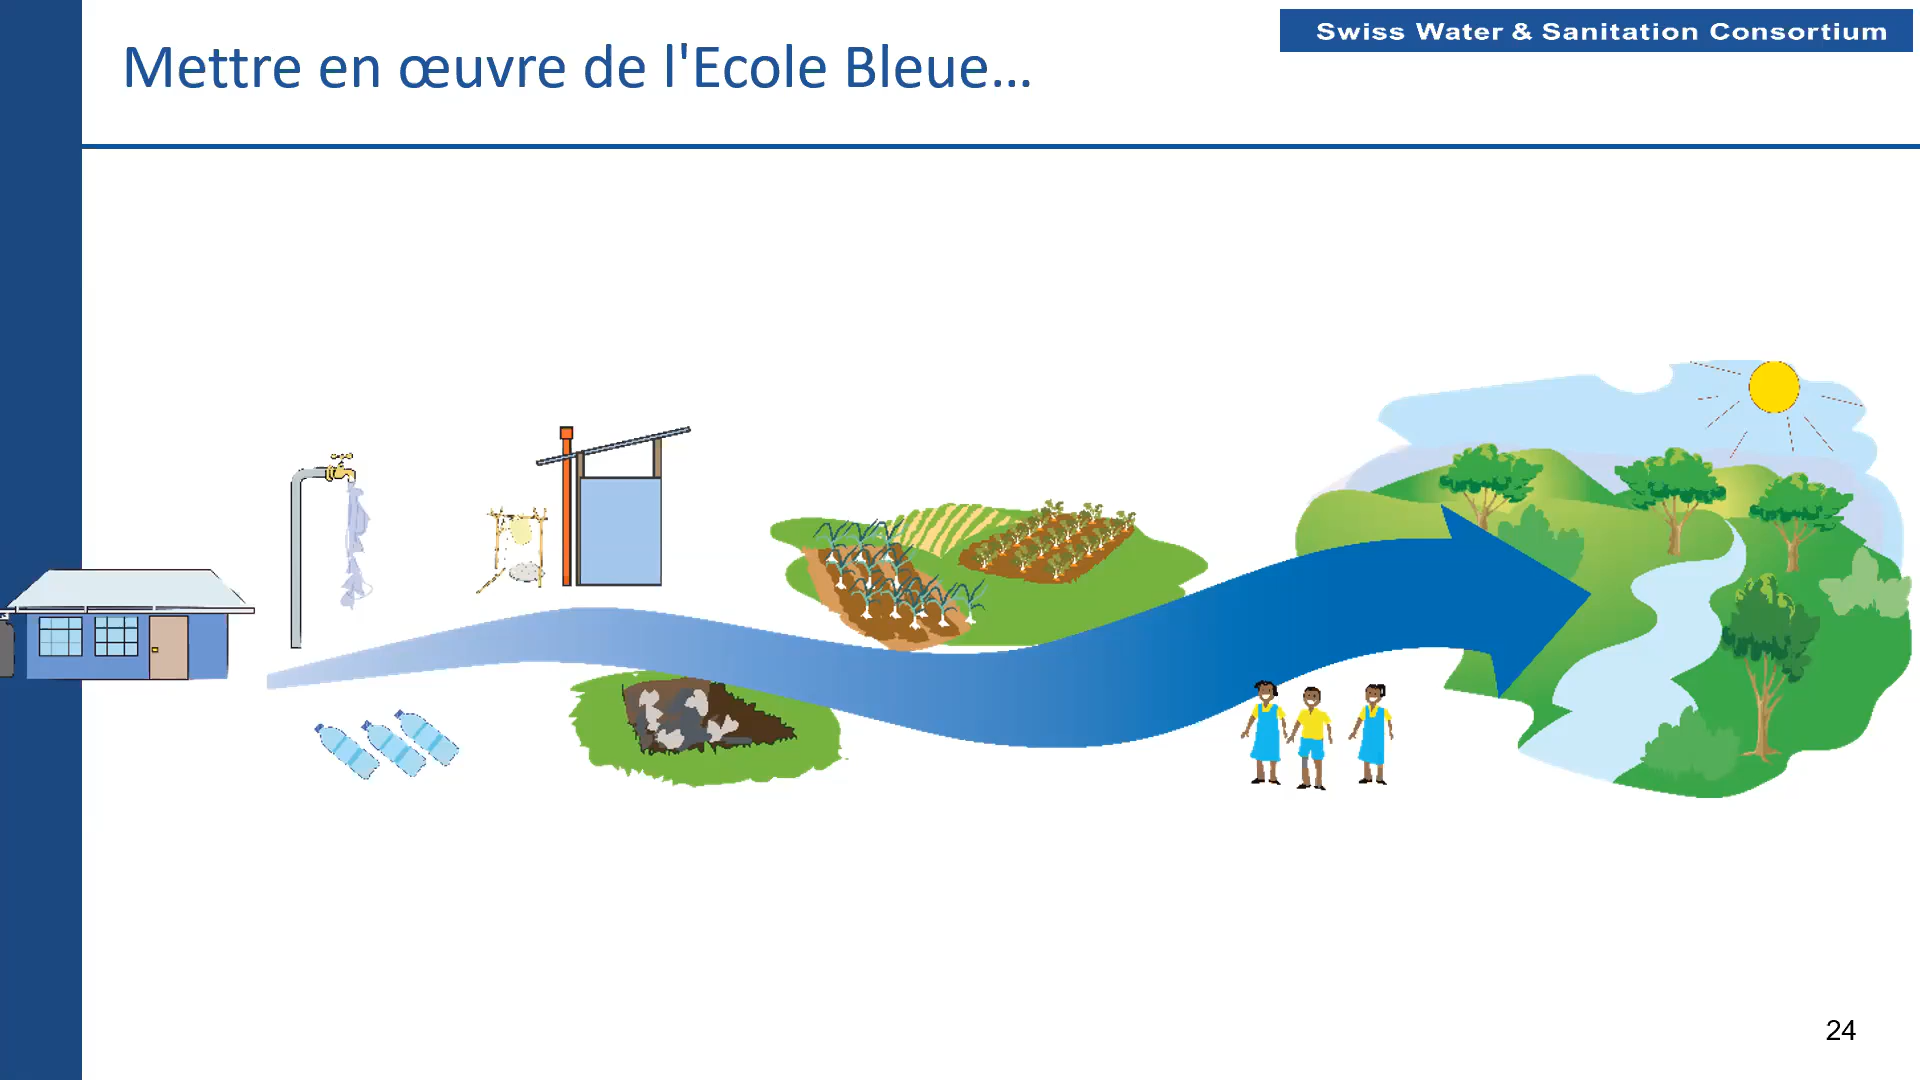 Swiss Water & Sanitation Consortium
Mettre en œuvre de l'Ecole Bleue...
24